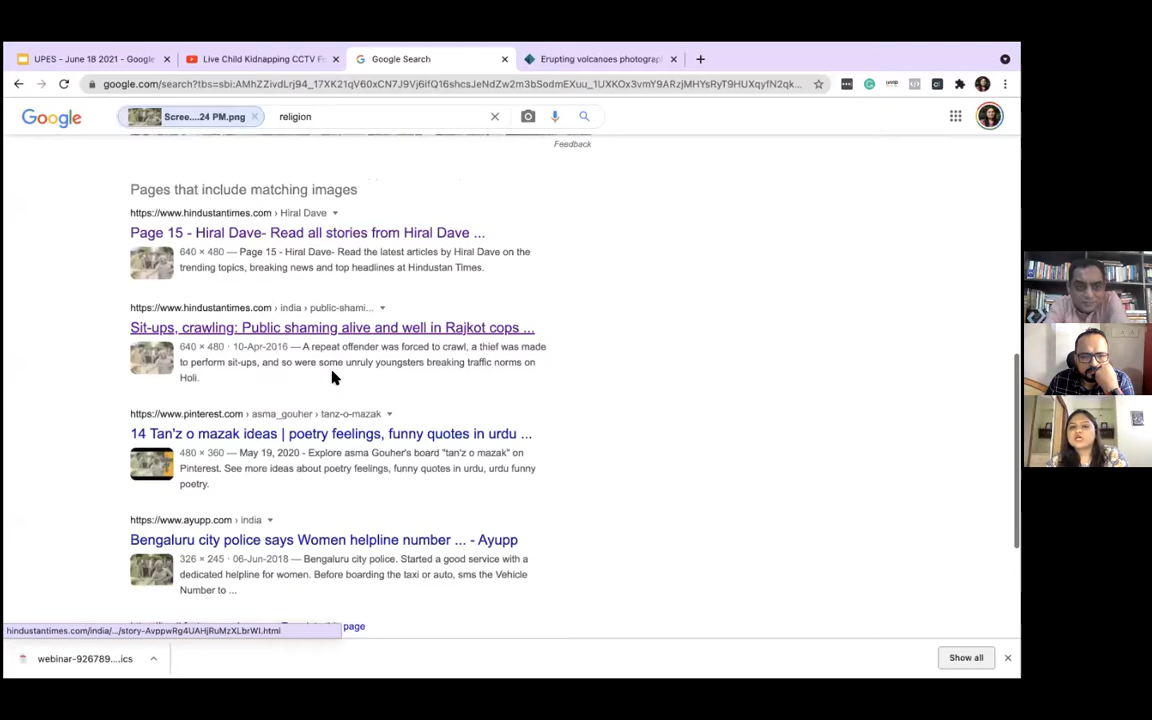 UPES - June 18 2021 - Google
Live Child Kidnapping CCTV F
Google Search
Erupting volcanoes photograp
google.com/search?tbs=sbi:AMhZZivdLrj94_17XK21qV60xCN7J9Vj6ifQ16shcsJeNdZw2m3bSodmEXuu_1UXKOx3vmY9ARzjMHYsRyT9HUXqyfN2qk...
Google
Scree....24 PM.png
religion
Feedback
Pages that include matching images
https://www.hindustantimes.com › Hiral Dave
Page 15 - Hiral Dave- Read all stories from Hiral Dave ...
640 × 480 — Page 15 - Hiral Dave- Read the latest articles by Hiral Dave on the
trending topics, breaking news and top headlines at Hindustan Times.
https://www.hindustantimes.com › india › public-shami...
Sit-ups, crawling: Public shaming alive and well in Rajkot cops ...
640 × 480 · 10-Apr-2016 — A repeat offender was forced to crawl, a thief was made
to perform sit-ups, and so were some unruly youngsters breaking traffic norms on
Holi.
https://www.pinterest.com › asma_gouher › tanz-o-mazak
14 Tan'z o mazak ideas | poetry feelings, funny quotes in urdu ...
480 × 360 — May 19, 2020 - Explore asma Gouher's board "tan'z o mazak" on
Pinterest. See more ideas about poetry feelings, funny quotes in urdu, urdu funny
poetry.
https://www.ayupp.com › india
Bengaluru city police says Women helpline number ... - Ayupp
326 × 245 · 06-Jun-2018 — Bengaluru city police. Started a good service with a
dedicated helpline for women. Before boarding the taxi or auto, sms the Vehicle
Number to ...
page
hindustantimes.com/india/.../story-AvppwRg4UAHjRuMzXLbrWI.html
webinar-926789....ics
Show all